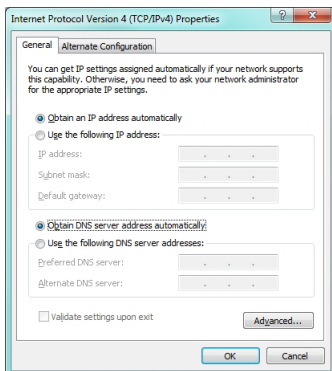 Internet Protocol Version 4 (TCP/IPv4) Properties
General
Alternate Configuration
You can get IP settings assigned automatically if your network supports
this capability. Otherwise, you need to ask your network administrator
for the appropriate IP settings.
Obtain an IP address automatically
Use the following IP address:
IP address:
Subnet mask:
Default gateway:
Obtain DNS server address automatically
Use the following DNS server addresses:
Preferred DNS server:
Alternate DNS server:
Validate settings upon exit
Advanced...
OK
Cancel